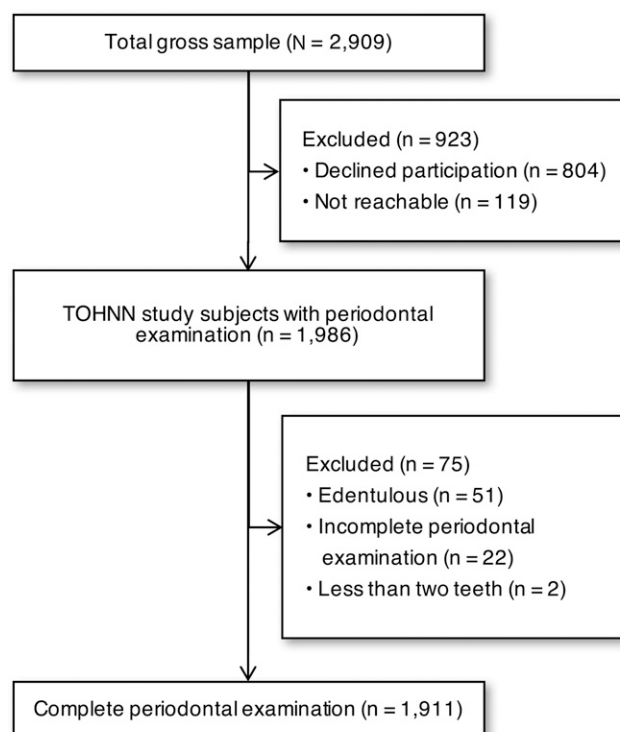 Total gross sample (N = 2,909)
Excluded (n = 923)
• Declined participation (n = 804)
• Not reachable (n = 119)
TOHNN study subjects with periodontal
examination (n = 1,986)
Excluded (n = 75)
• Edentulous (n = 51)
• Incomplete periodontal
examination (n = 22)
• Less than two teeth (n = 2)
Complete periodontal examination (n = 1,911)